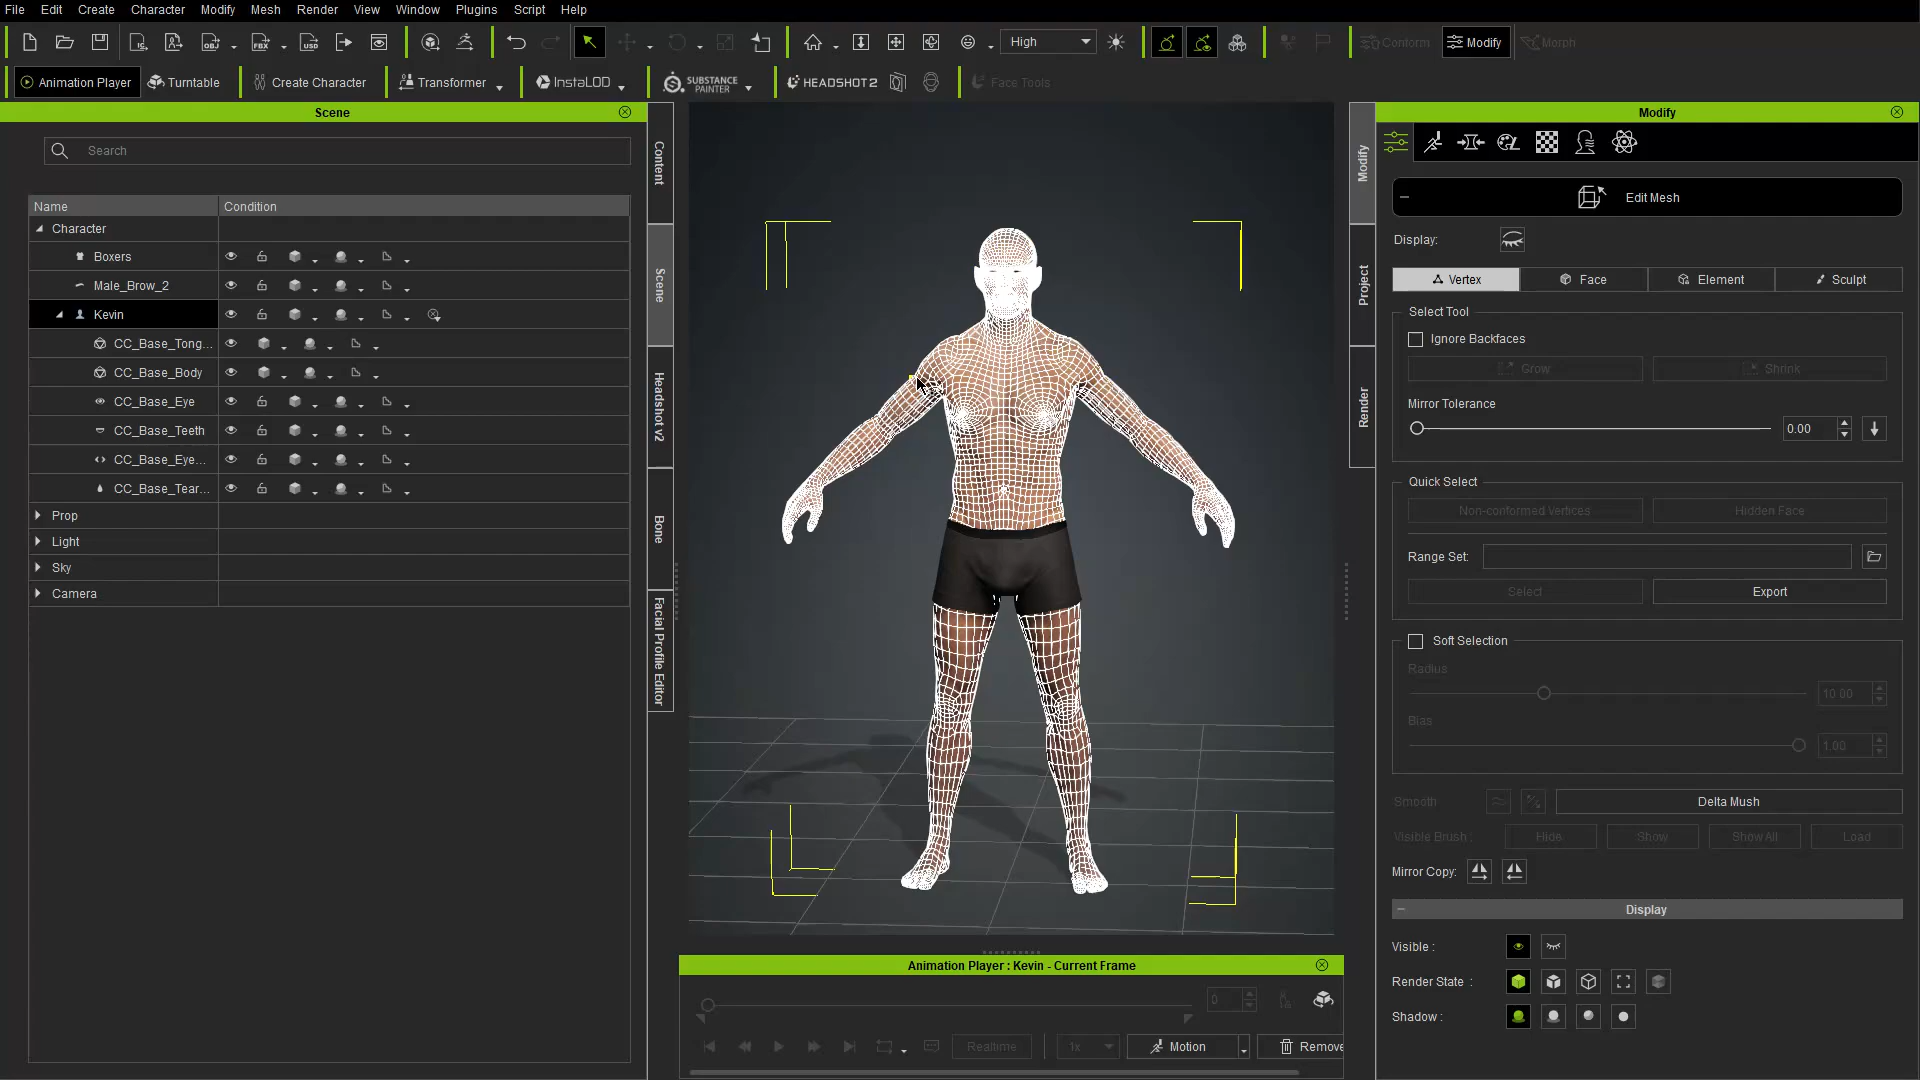 File Edit Create Character Modify Mesh Render View Window Plugins Script Help
High Conform Modify Morph
Animation Player Turntable Create Character Transformer InstaLOD SUBSTANCE PAINTER HEADSHOT 2 Face Tools
Scene
Search
Name Condition
Character
Boxers
Male_Brow_2
Kevin
CC_Base_Tong...
CC_Base_Body
CC_Base_Eye
CC_Base_Teeth
CC_Base_Eye...
CC_Base_Tear...
Prop
Light
Sky
Camera
Content
Scene
Headshot v2
Bone
Facial Profile Editor
Animation Player : Kevin - Current Frame
0
Realtime 1x Motion Remove
Modify
Project
Render
Modify
Edit Mesh
Display:
Vertex Face Element Sculpt
Select Tool
Ignore Backfaces
Grow Shrink
Mirror Tolerance
0.00
Quick Select
Non-conformed Vertices Hidden Face
Range Set:
Select Export
Soft Selection
Radius
10.00
Bias
1.00
Smooth Delta Mush
Visible Brush : Hide Show Show All Load
Mirror Copy:
Display
Visible :
Render State :
Shadow :